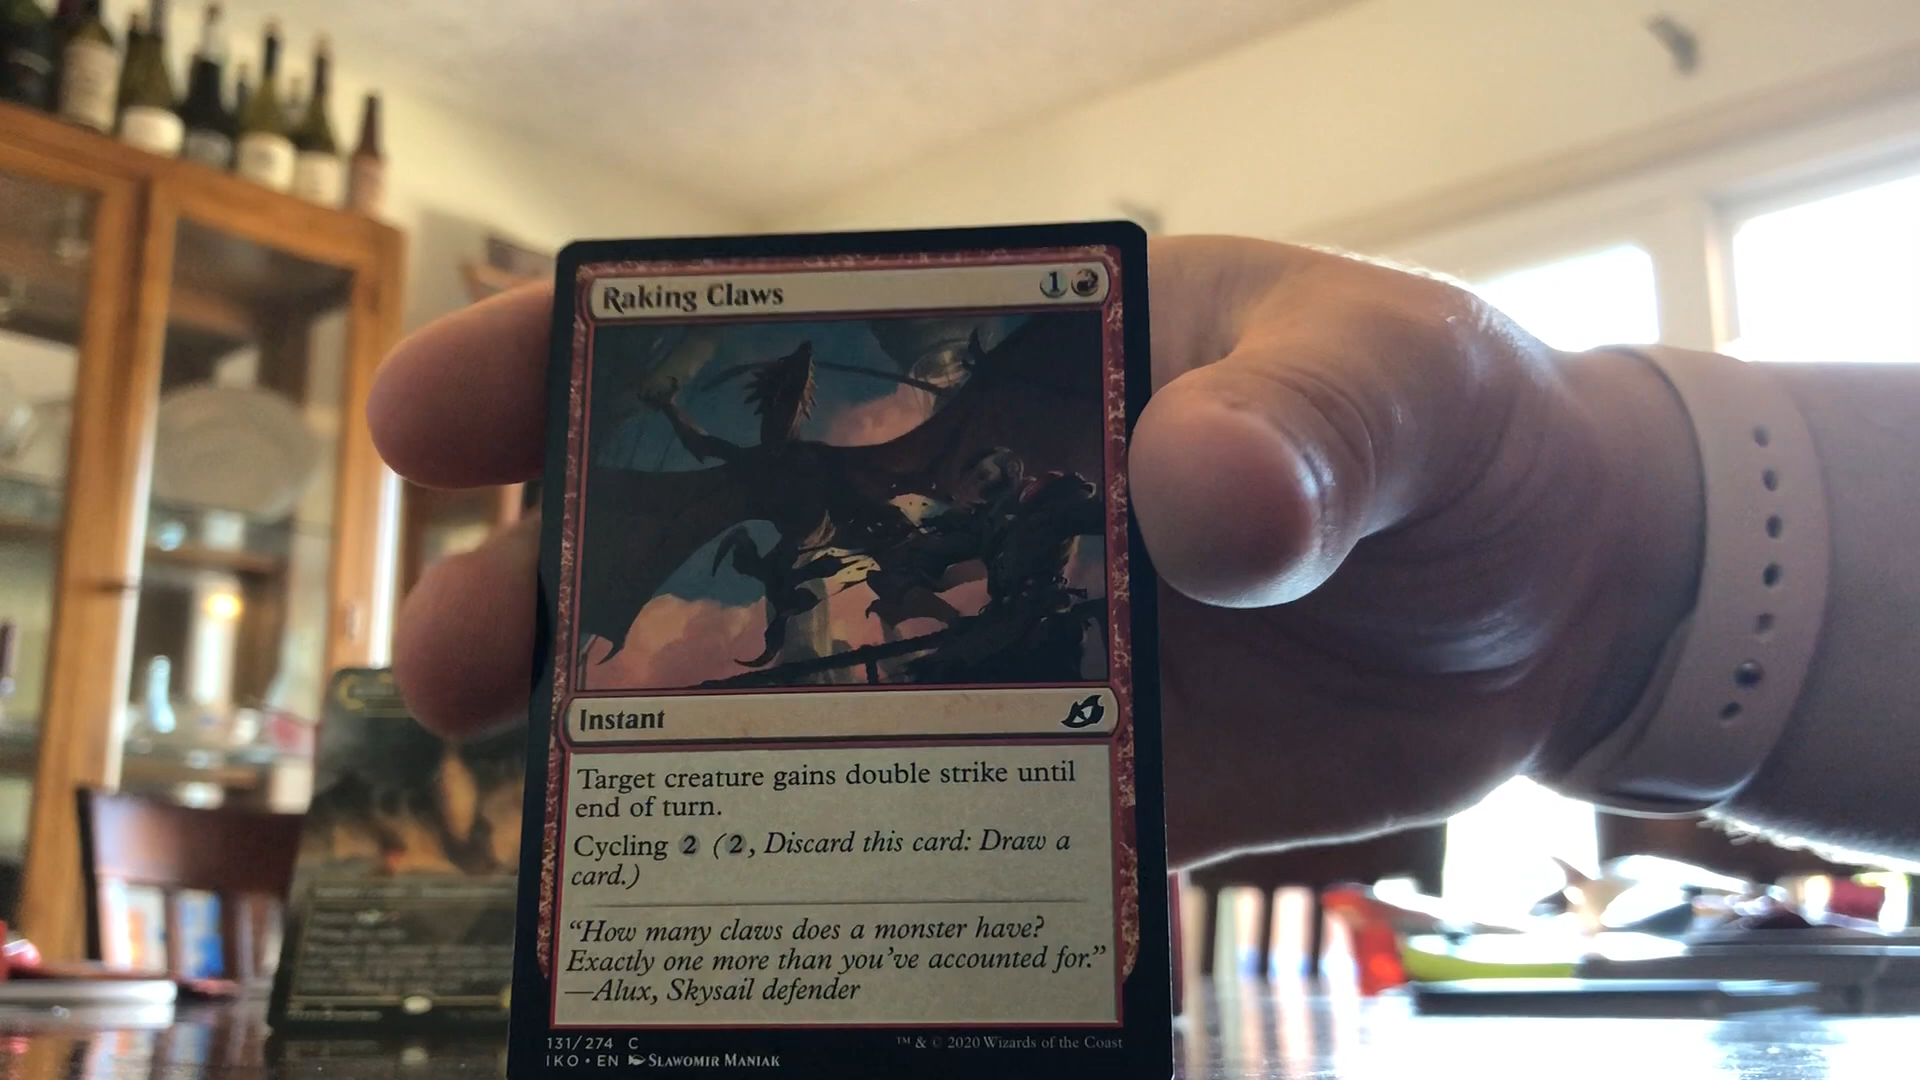 Raking Claws 1
Instant
Target creature gains double strike until
end of turn.
Cycling 2 (2, Discard this card: Draw a
card.)
“How many claws does a monster have?
Exactly one more than you’ve accounted for.”
—Alux, Skysail defender
131/274 C
IKO • EN SLAWOMIR MANIAK
™ & © 2020 Wizards of the Coast